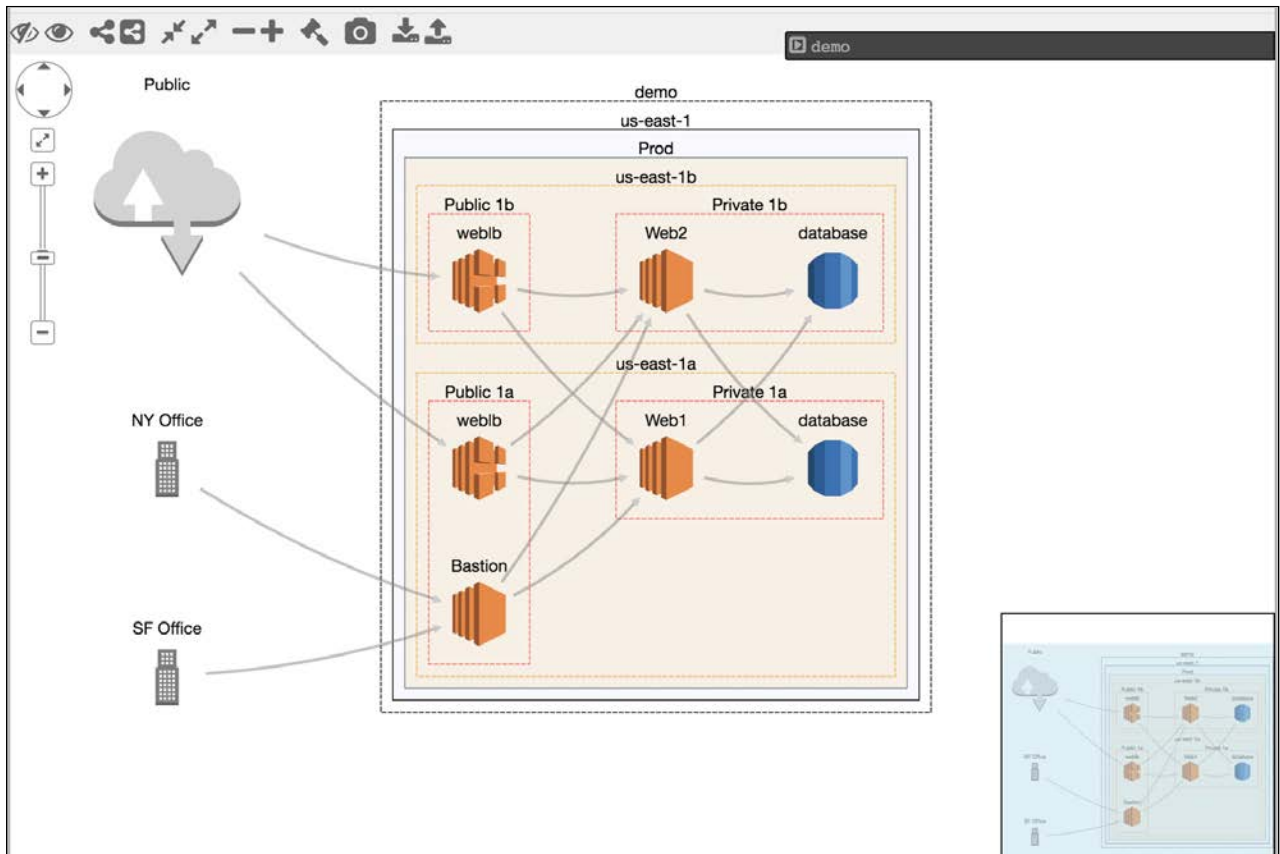 demo
Public
demo
us-east-1
Prod
us-east-1b
Public 1b
Private 1b
weblb
Web2
database
us-east-1a
Public 1a
Private 1a
NY Office
weblb
Web1
database
Bastion
SF Office